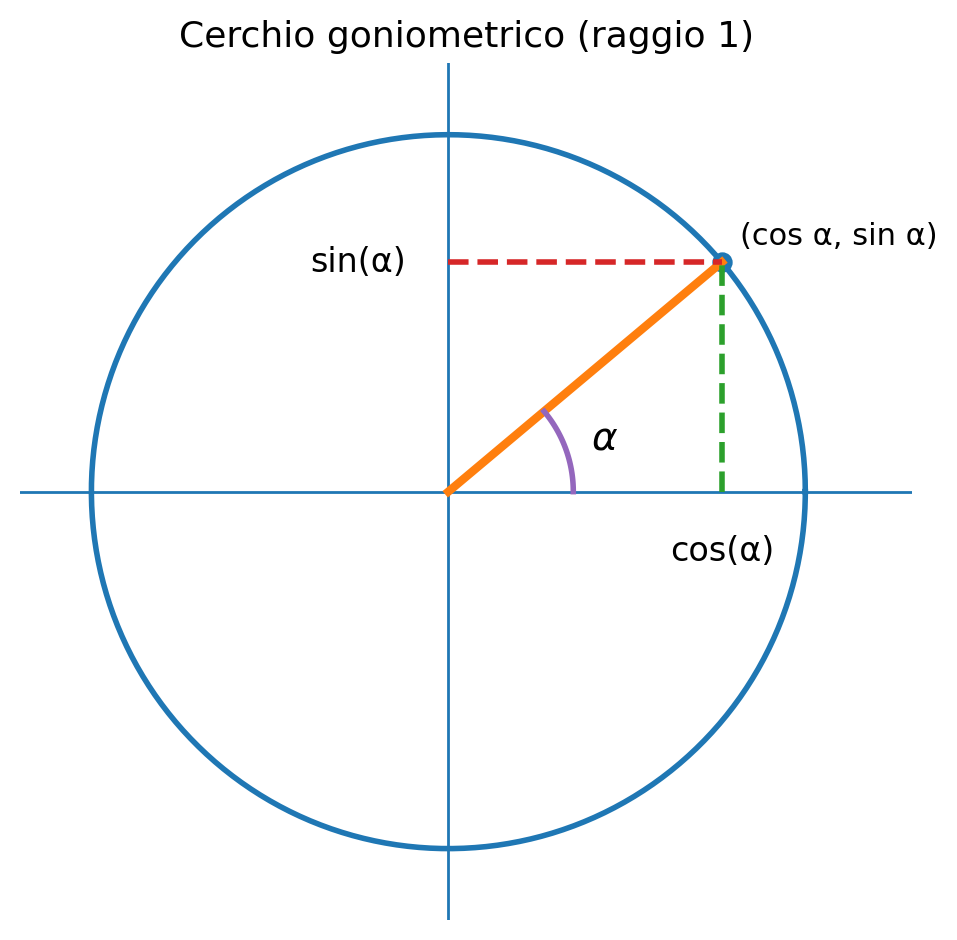 Cerchio goniometrico (raggio 1)
(cos α, sin α)
sin(α)
α
cos(α)